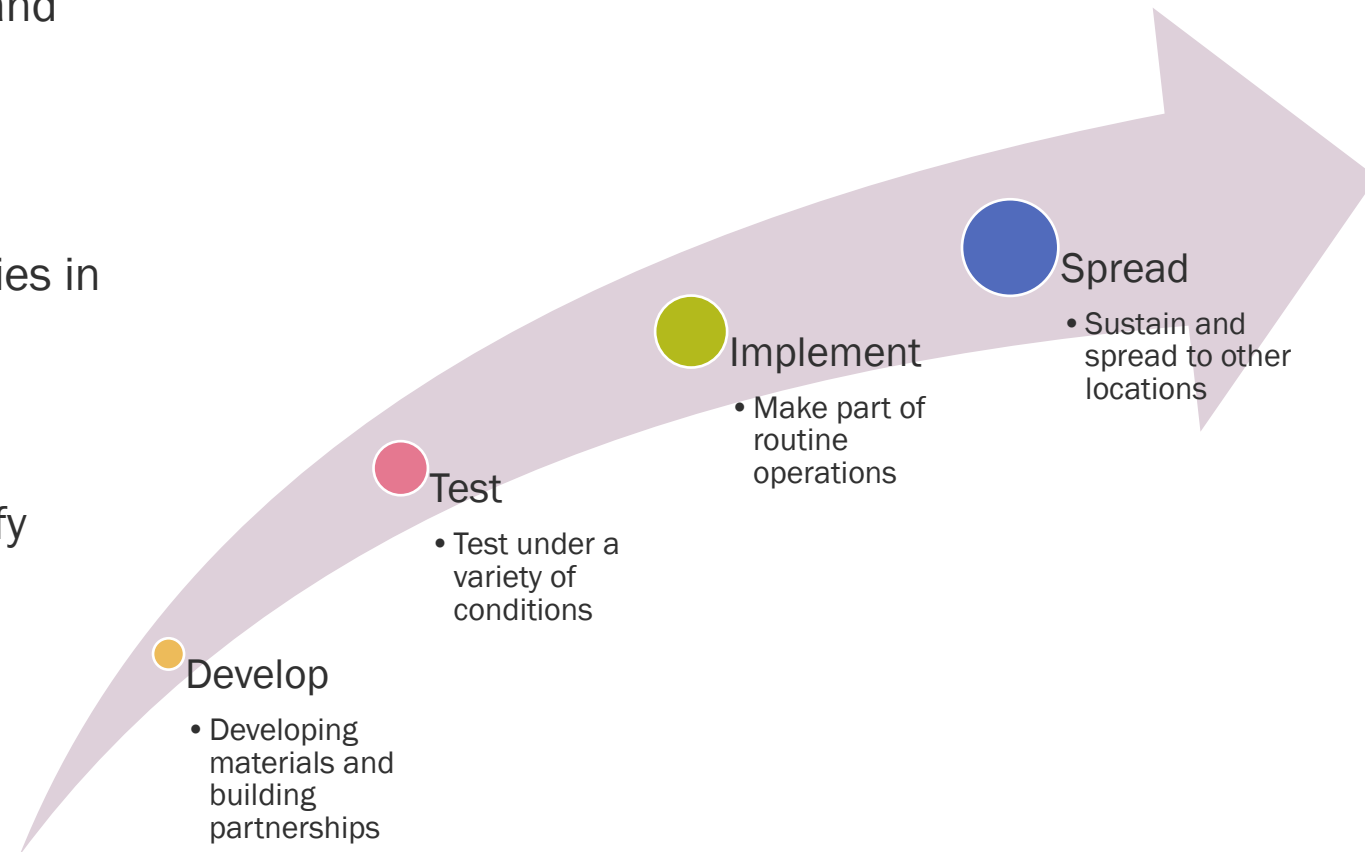 and
ies in
fy
Spread
• Sustain and
spread to other
locations
Implement
• Make part of
routine
operations
Test
• Test under a
variety of
conditions
Develop
• Developing
materials and
building
partnerships